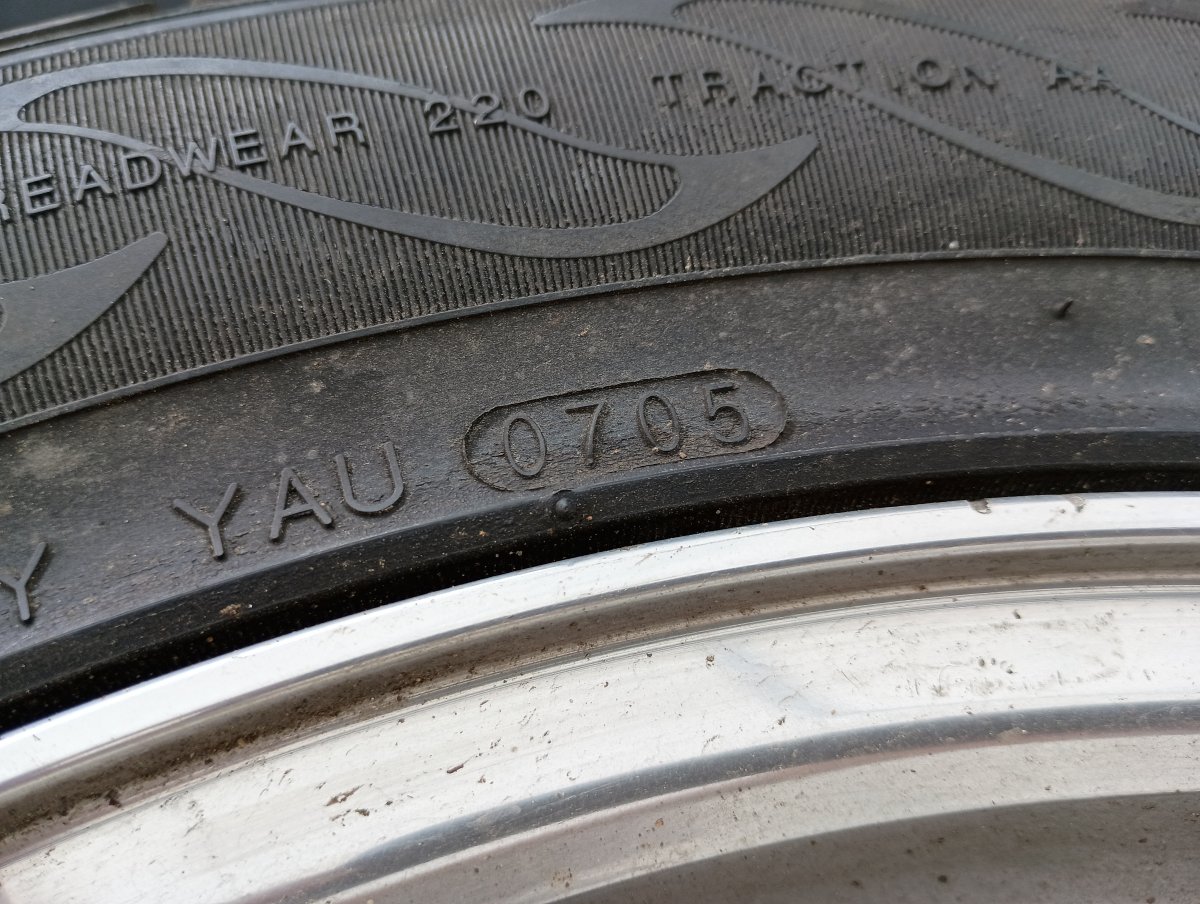 READWEAR 220 TRACTION AA
Y YAU 0705